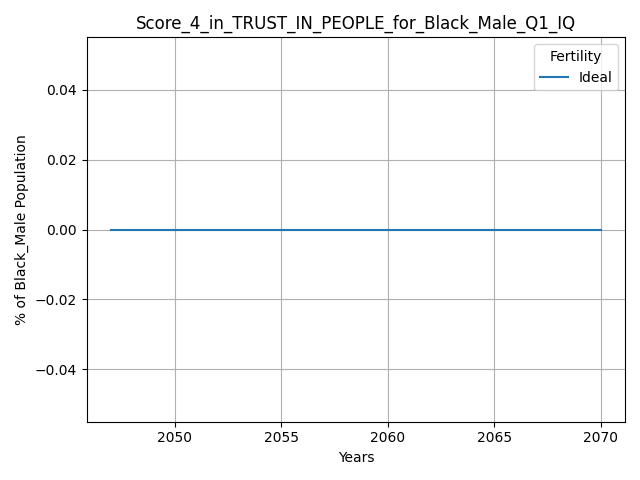 Score_4_in_TRUST_IN_PEOPLE_for_Black_Male_Q1_IQ
Fertility
Ideal
% of Black_Male Population
0.04
0.02
0.00
−0.02
−0.04
2050
2055
2060
2065
2070
Years